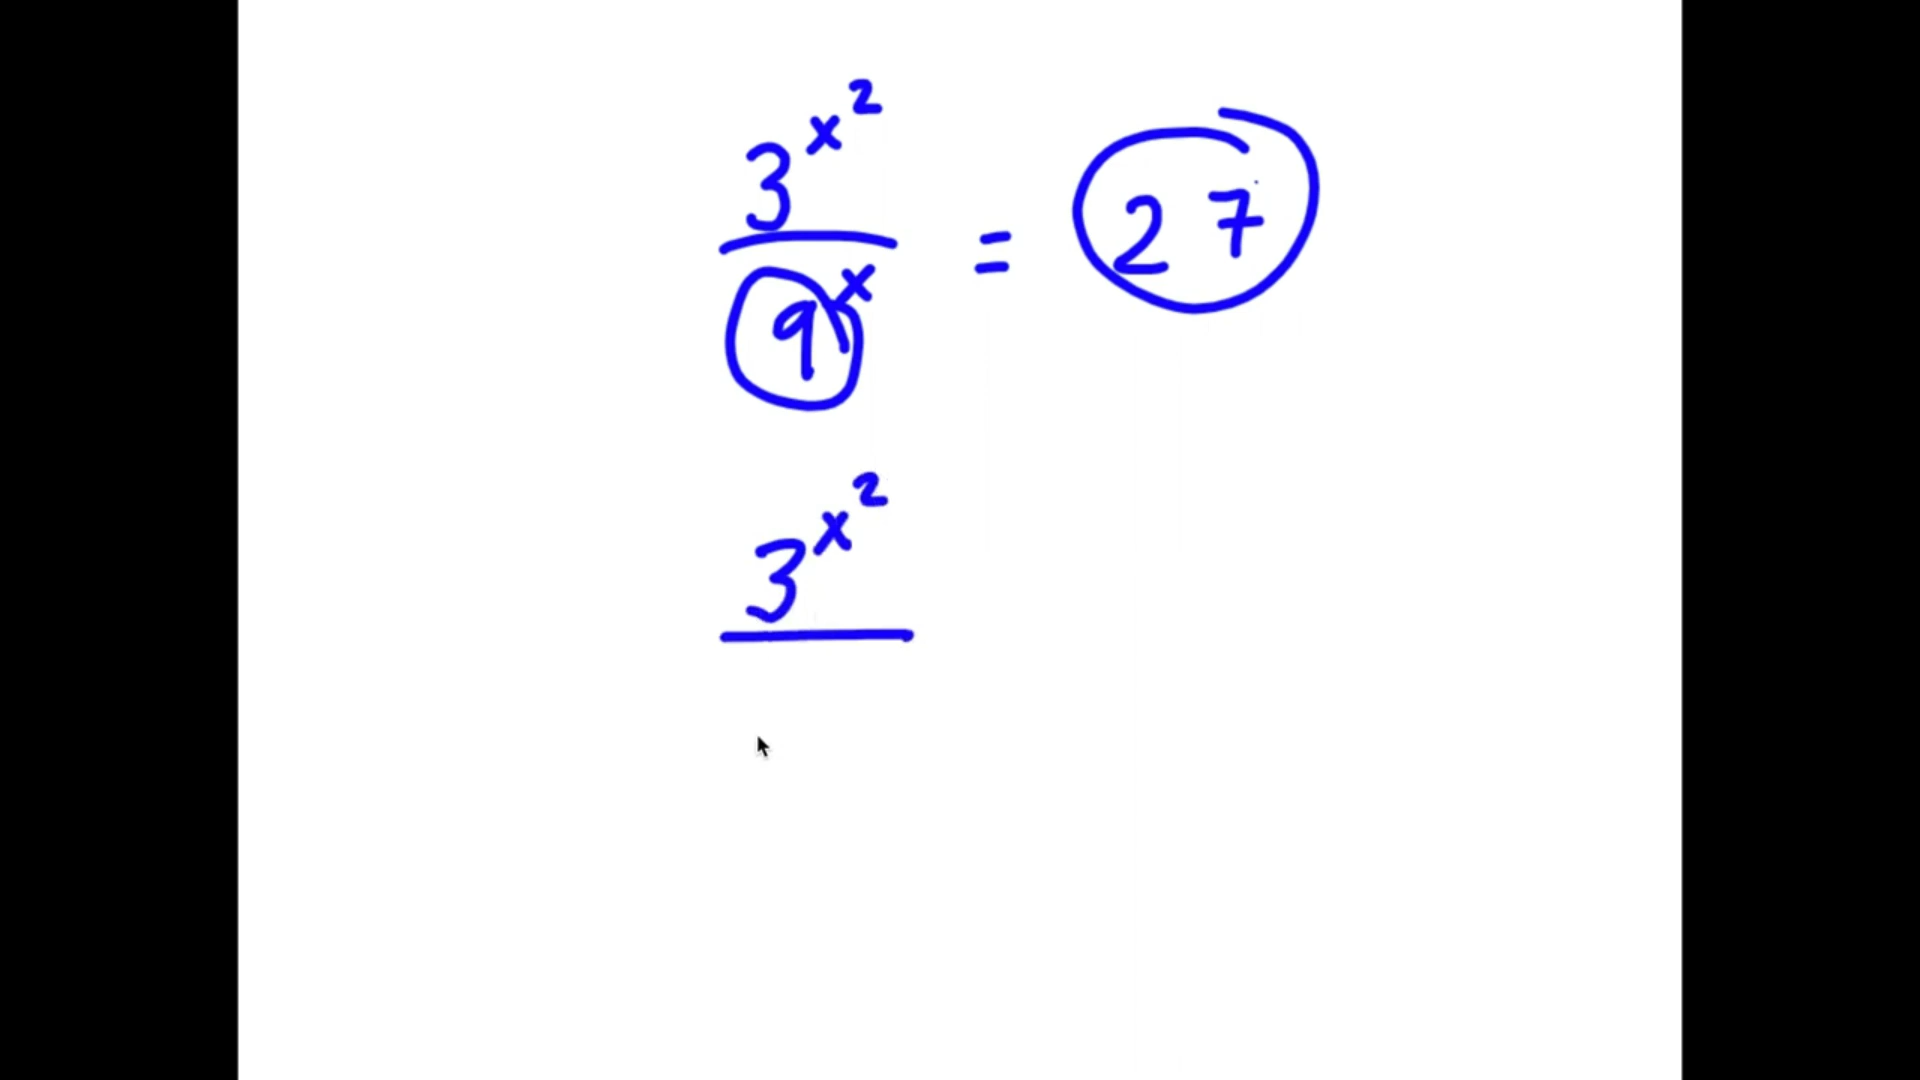 3^{x^2}
9^x
= 27
3^{x^2}